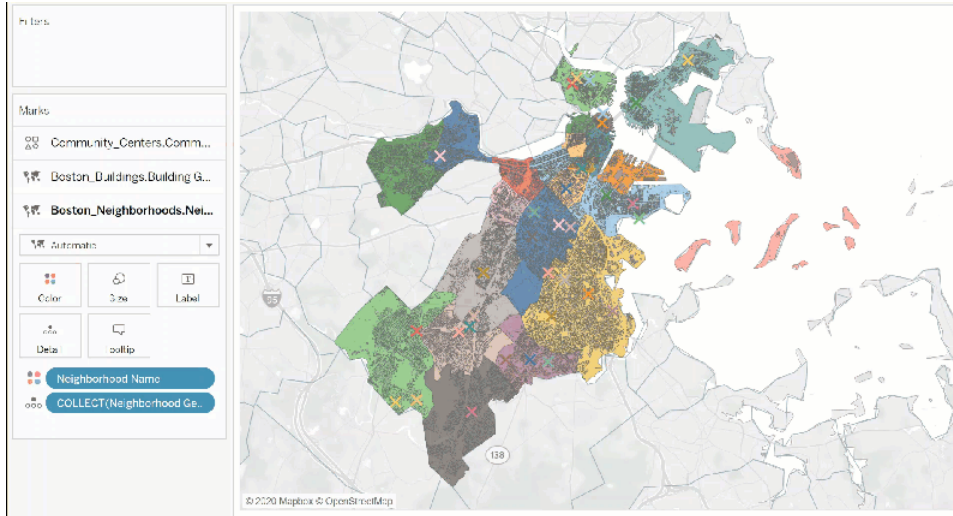 Filters
Marks
Community_Centers.Comm...
Boston_Buildings.Building G...
Boston_Neighborhoods.Nei...
Automatic
Color
Size
Label
Detail
Tooltip
Neighborhood Name
COLLECT(Neighborhood Ge..
95
138
© 2020 Mapbox © OpenStreetMap